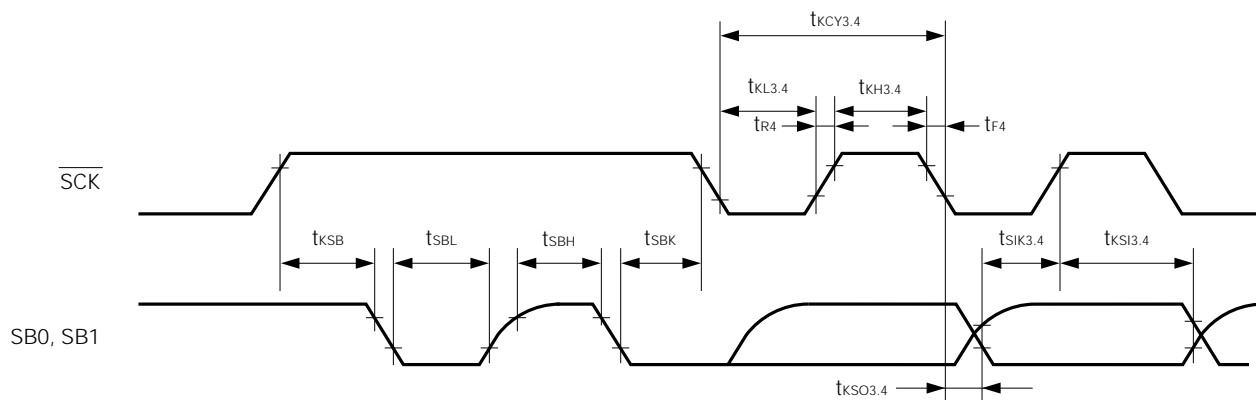 tKCY3.4
tKL3.4 tKH3.4
tR4 tF4
SCK
tKSB tSBL tSBH tSBK tSIK3.4 tKSI3.4
SB0, SB1
tKSO3.4